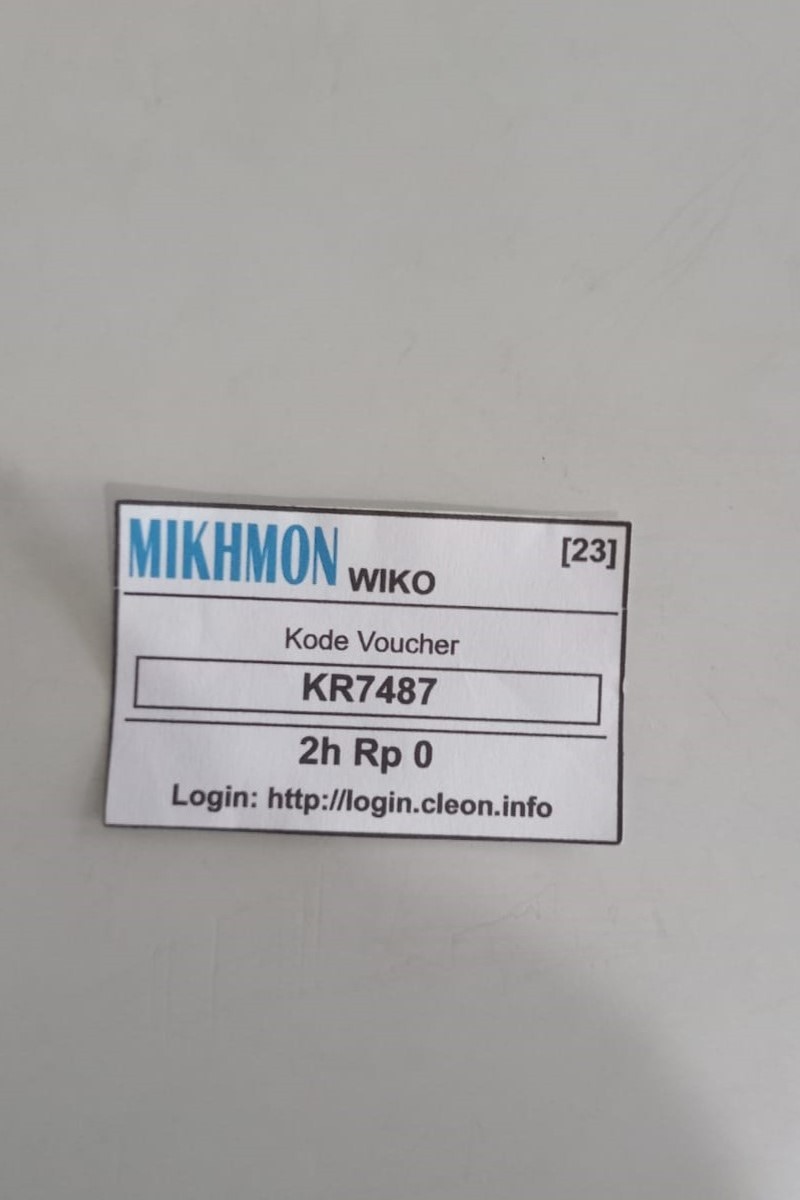 MIKHMON WIKO [23]
Kode Voucher
KR7487
2h Rp 0
Login: http://login.cleon.info